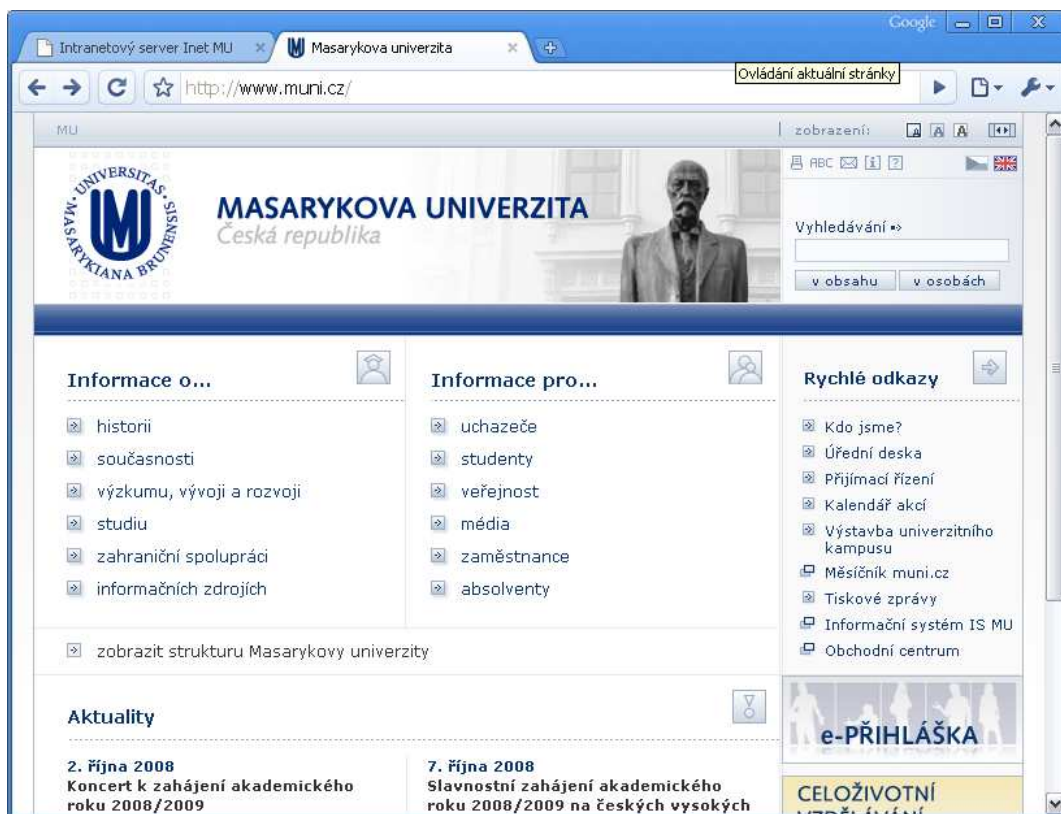 Google
Intranetový server Inet MU
Masarykova univerzita
Ovládání aktuální stránky
http://www.muni.cz/
MU
zobrazení:
A A A
ABC
UNIVERSITAS MASARYKIANA BRUNENSIS
MU
MASARYKOVA UNIVERZITA
Česká republika
Vyhledávání
v obsahu
v osobách
Informace o...
historii
současnosti
výzkumu, vývoji a rozvoji
studiu
zahraniční spolupráci
informačních zdrojích
Informace pro...
uchazeče
studenty
veřejnost
média
zaměstnance
absolventy
Rychlé odkazy
Kdo jsme?
Úřední deska
Přijímací řízení
Kalendář akcí
Výstavba univerzitního
kampusu
Měsíčník muni.cz
Tiskové zprávy
Informační systém IS MU
Obchodní centrum
zobrazit strukturu Masarykovy univerzity
Aktuality
2. října 2008
Koncert k zahájení akademického
roku 2008/2009
7. října 2008
Slavnostní zahájení akademického
roku 2008/2009 na českých vysokých
e-PŘIHLÁŠKA
CELOŽIVOTNÍ
VZDĚLÁVÁNÍ